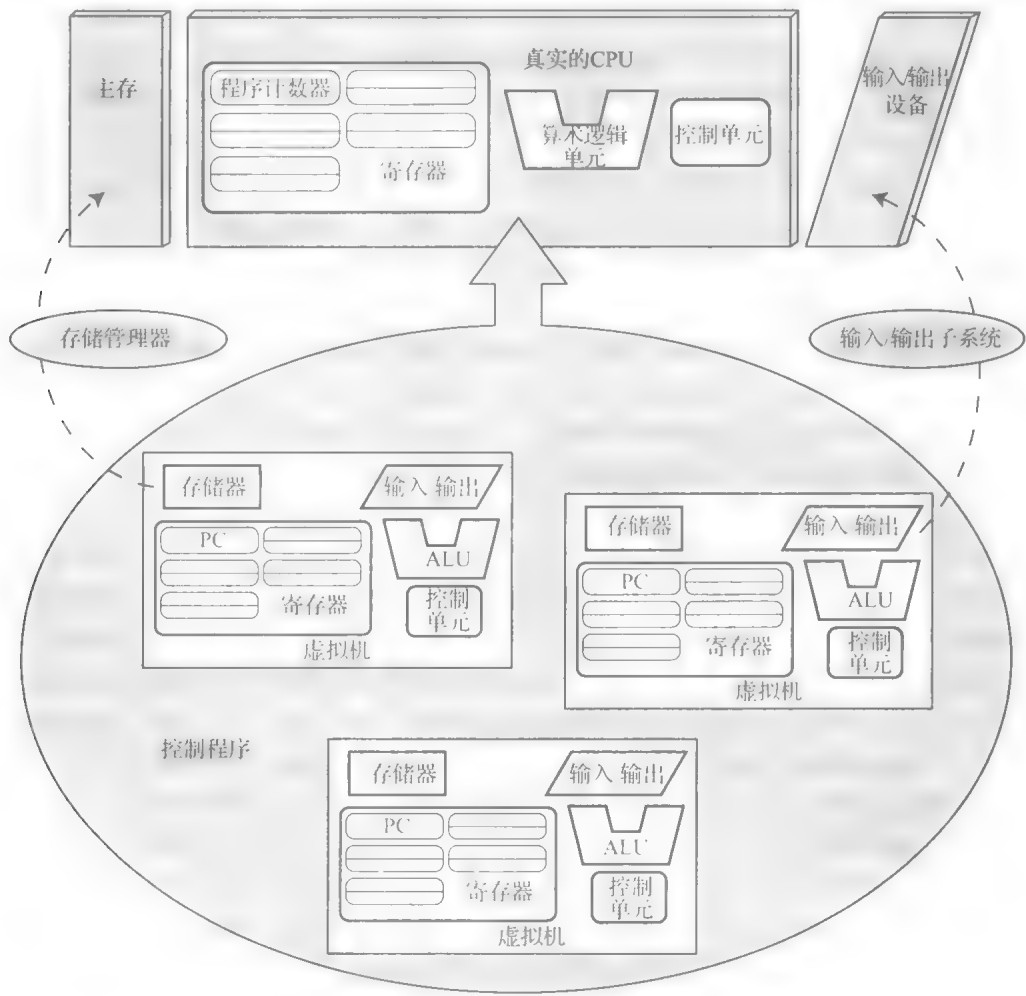 主存
真实的CPU
程序计数器
寄存器
算术逻辑
单元
控制单元
输入/输出
设备
存储管理器
输入/输出子系统
存储器
输入 输出
PC
ALU
寄存器
控制
单元
虚拟机
存储器
输入 输出
PC
ALU
寄存器
控制
单元
虚拟机
控制程序
存储器
输入 输出
PC
ALU
寄存器
控制
单元
虚拟机